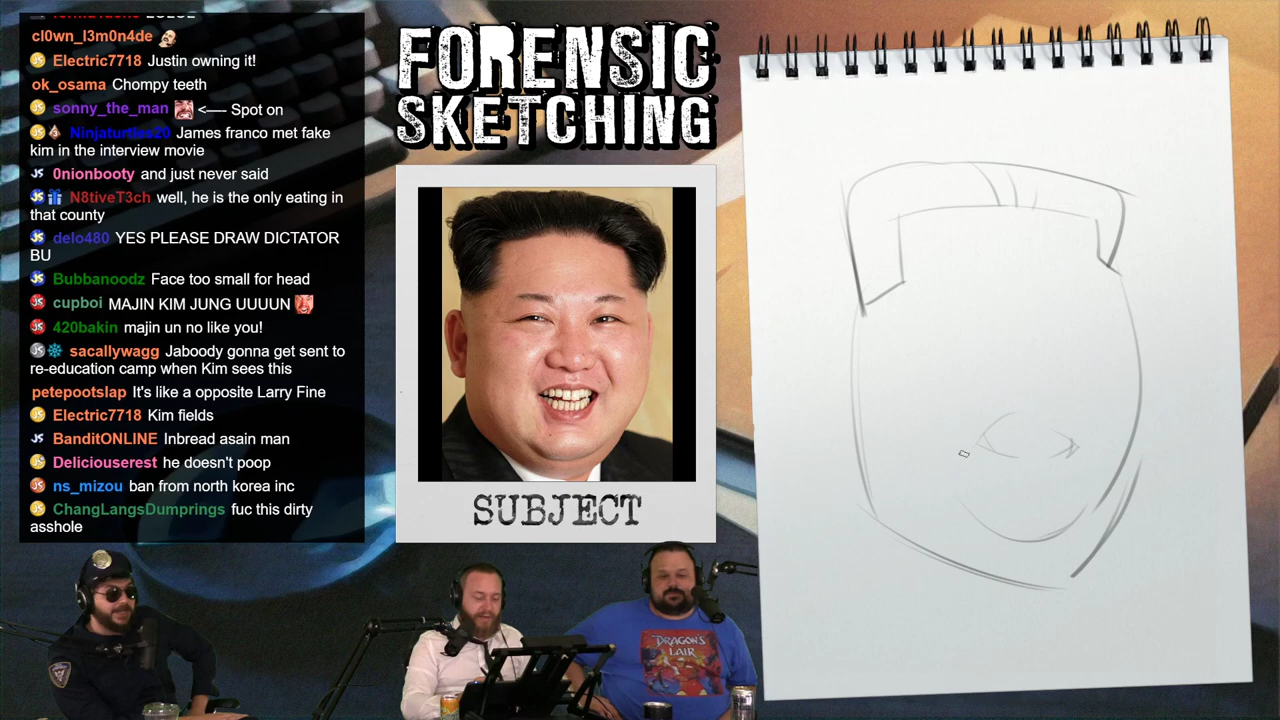 cl0wn_l3m0n4de
Electric7718 Justin owning it!
ok_osama Chompy teeth
sonny_the_man <---- Spot on
Ninjaturtles20 James franco met fake
kim in the interview movie
0nionbooty and just never said
N8tiveT3ch well, he is the only eating in
that county
delo480 YES PLEASE DRAW DICTATOR
BU
Bubbanoodz Face too small for head
cupboi MAJIN KIM JUNG UUUUN
420bakin majin un no like you!
sacallywagg Jaboody gonna get sent to
re-education camp when Kim sees this
petepootslap It's like a opposite Larry Fine
Electric7718 Kim fields
BanditONLINE Inbread asain man
Deliciouserest he doesn't poop
ns_mizou ban from north korea inc
ChangLangsDumprings fuc this dirty
asshole
FORENSIC
SKETCHING
SUBJECT
DRAGON'S
LAIR